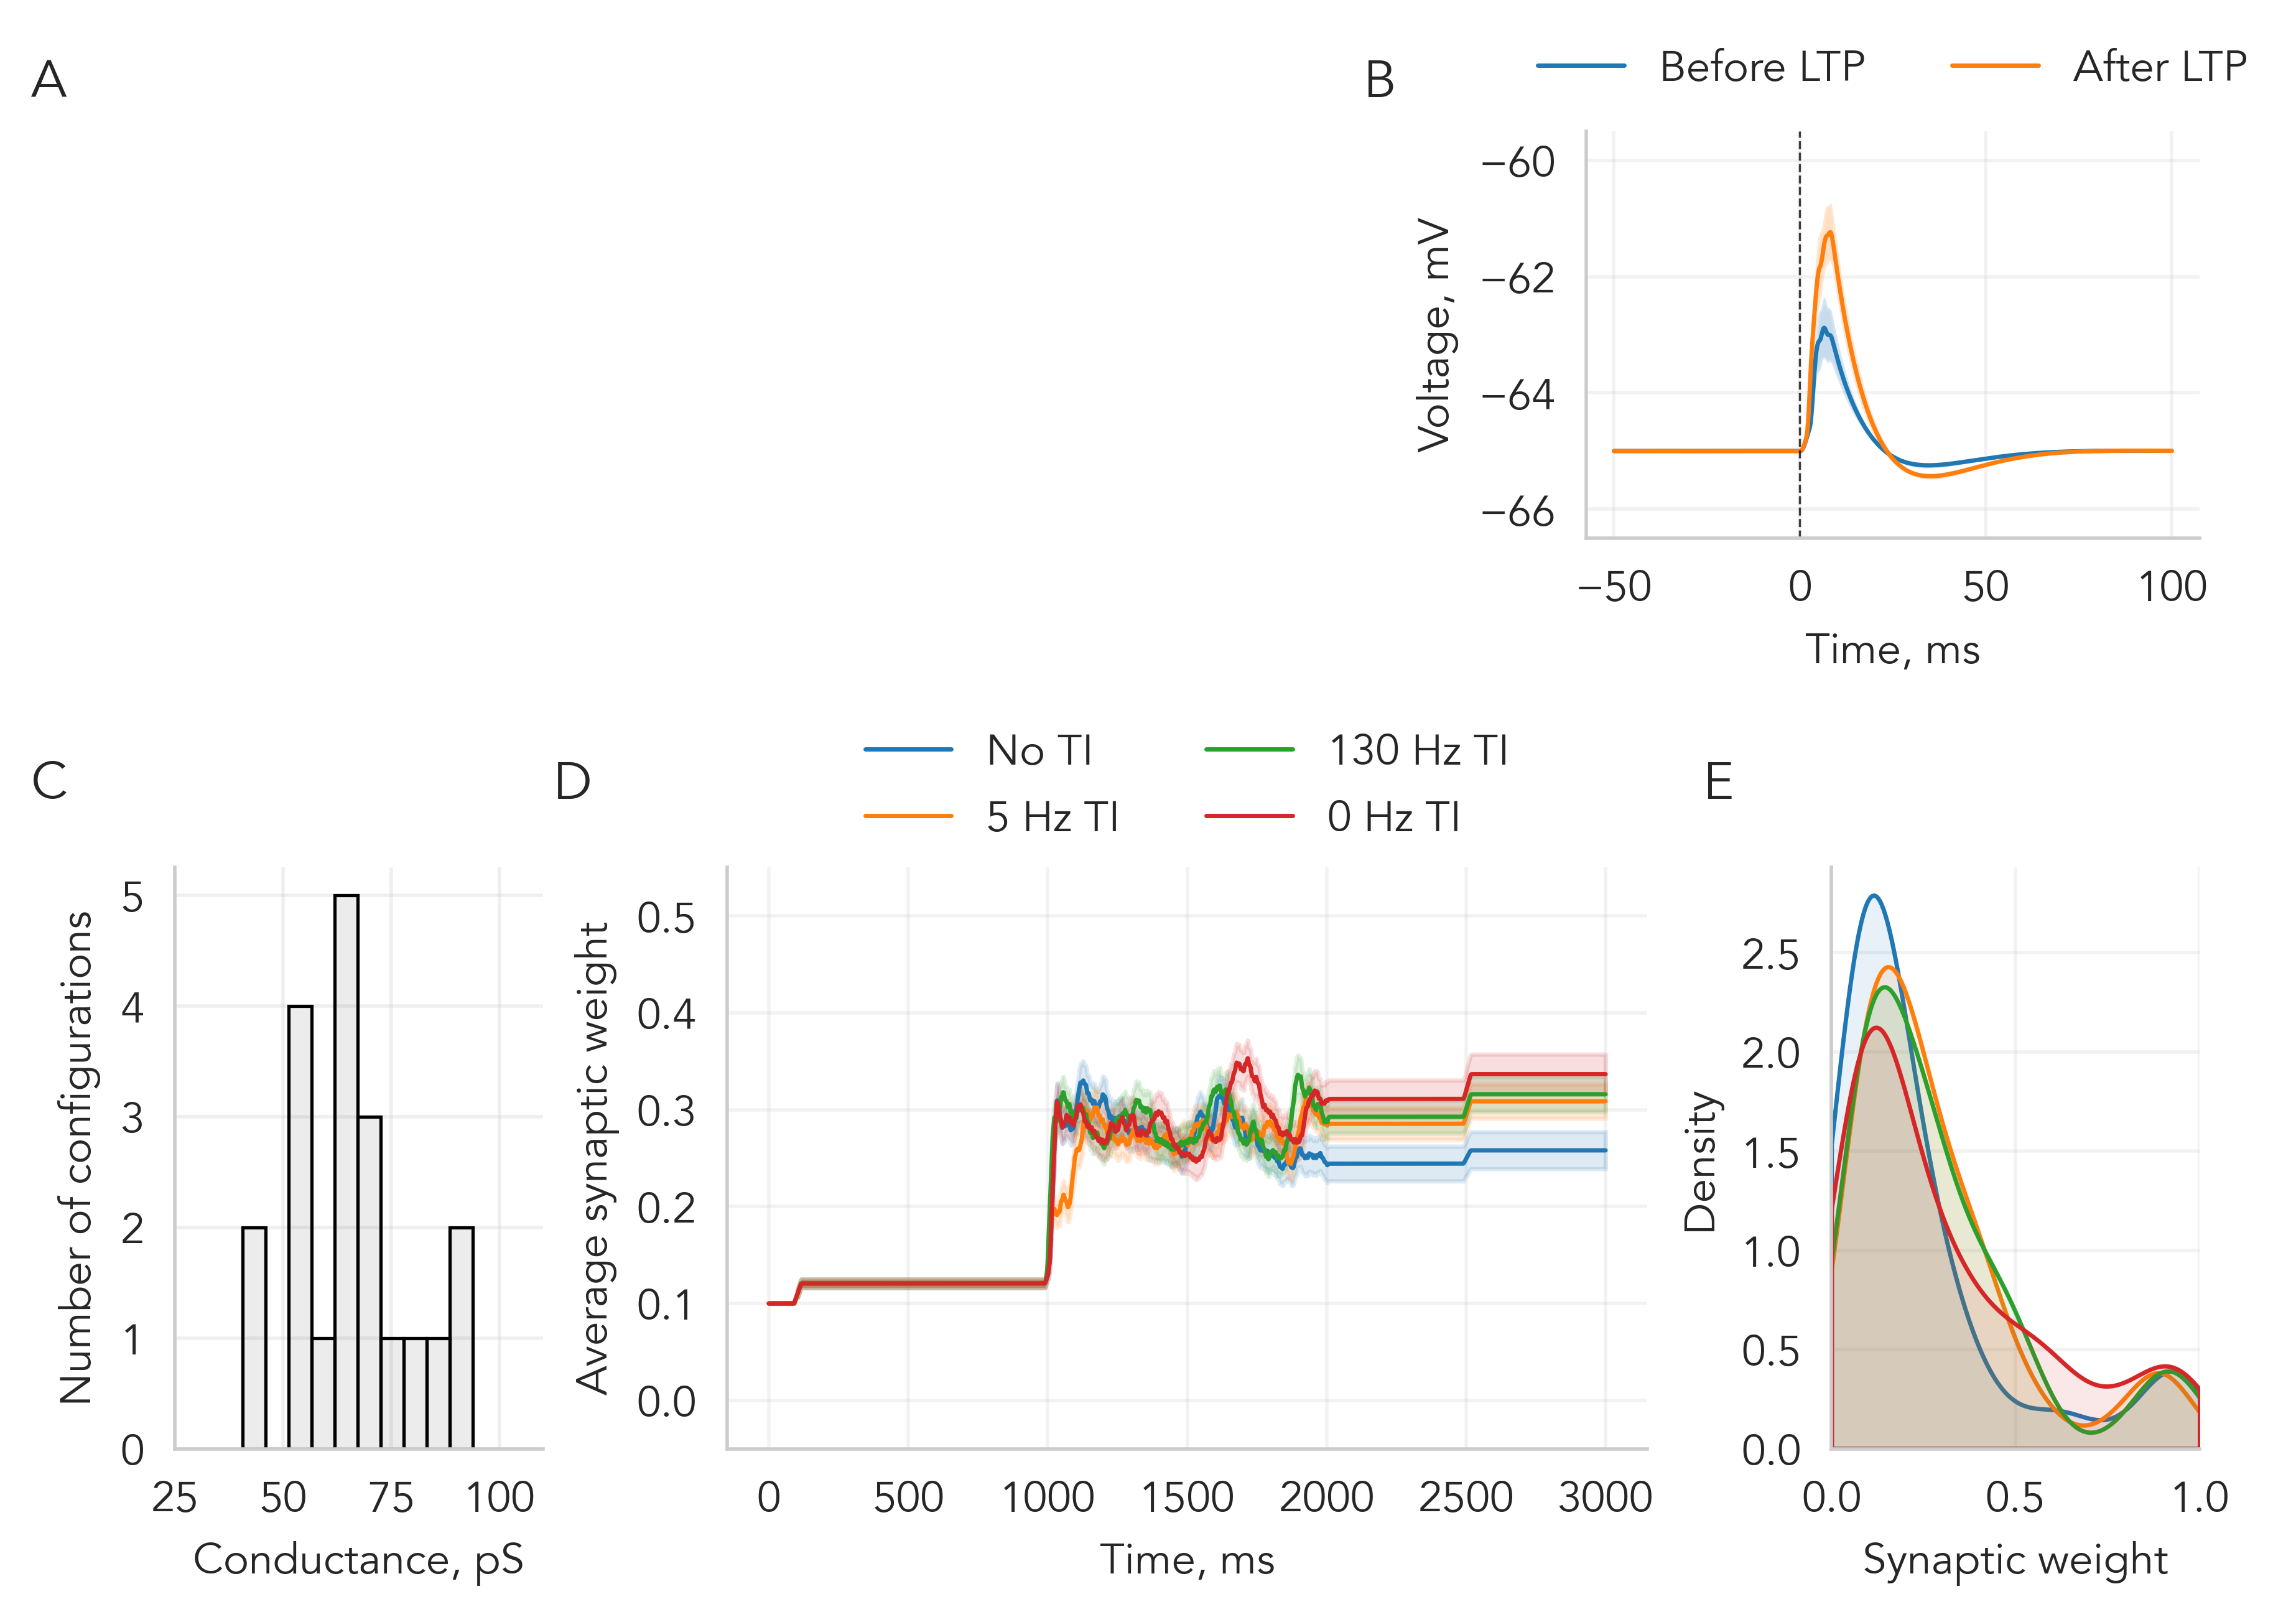 A
B
Before LTP
After LTP
Voltage, mV
−60
−62
−64
−66
−50 0 50 100
Time, ms
C
Number of configurations
5
4
3
2
1
0
25 50 75 100
Conductance, pS
D
No TI
130 Hz TI
5 Hz TI
0 Hz TI
Average synaptic weight
0.5
0.4
0.3
0.2
0.1
0.0
0 500 1000 1500 2000 2500 3000
Time, ms
E
Density
2.5
2.0
1.5
1.0
0.5
0.0
0.0 0.5 1.0
Synaptic weight